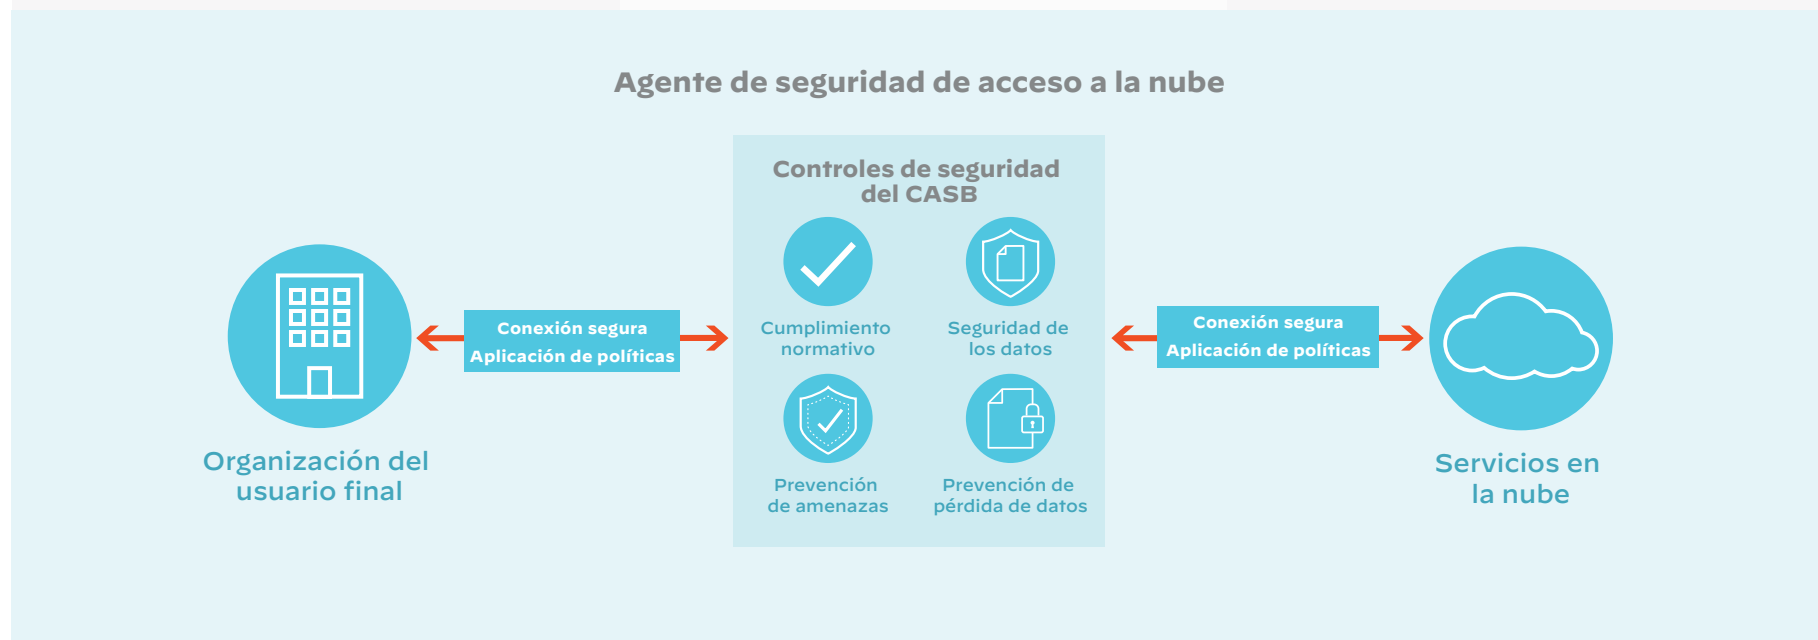 Agente de seguridad de acceso a la nube
Controles de seguridad
del CASB
Cumplimiento
normativo
Seguridad de
los datos
Prevención
de amenazas
Prevención de
pérdida de datos
Conexión segura
Aplicación de políticas
Conexión segura
Aplicación de políticas
Organización del
usuario final
Servicios en
la nube